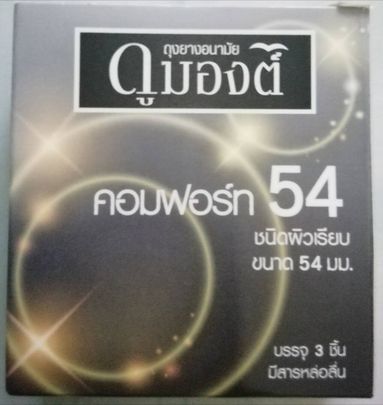 ถุงยางอนามัย
ดูมองต์
คอมฟอร์ท 54
ชนิดผิวเรียบ
ขนาด 54 มม.
บรรจุ 3 ชิ้น
มีสารหล่อลื่น